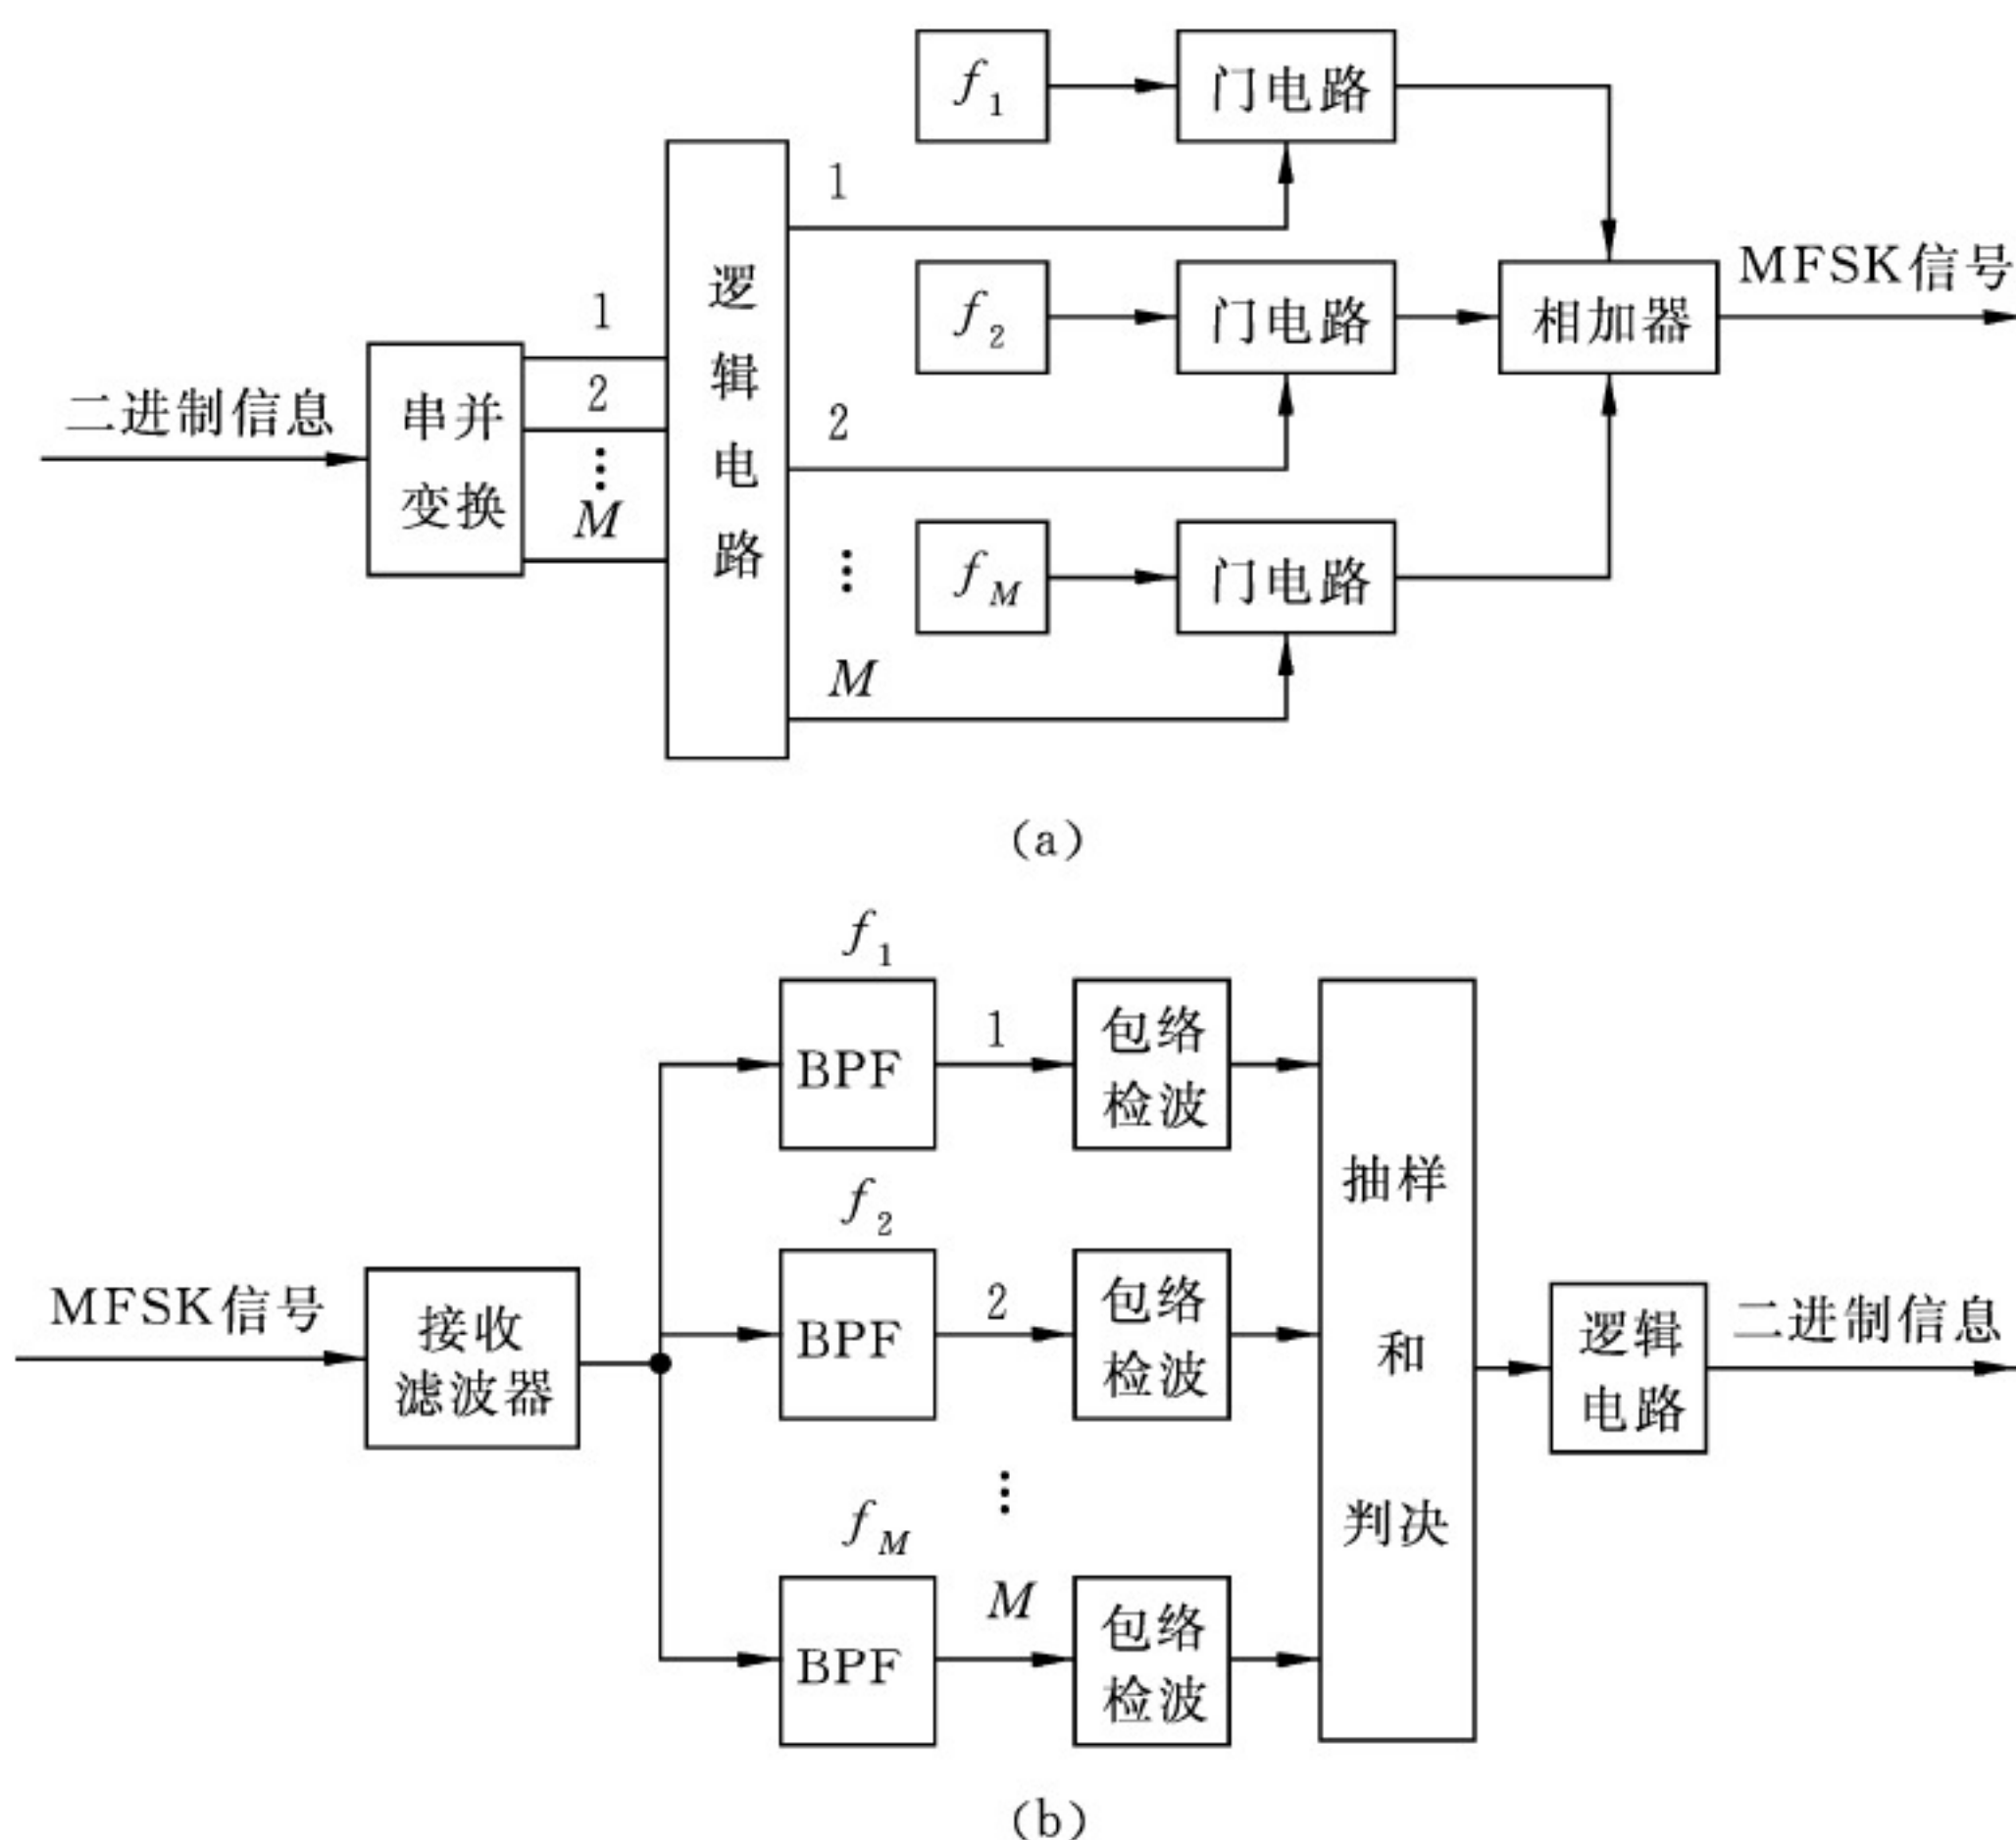 f1
门电路
1
逻辑电路
f2
门电路
相加器
MFSK信号
1
2
⋮
M
二进制信息
串并
变换
2
fM
门电路
⋮
M
(a)
f1
BPF
1
包络
检波
f2
BPF
2
包络
检波
抽样
和
判决
MFSK信号
接收
滤波器
逻辑
电路
二进制信息
⋮
fM
BPF
M
包络
检波
(b)